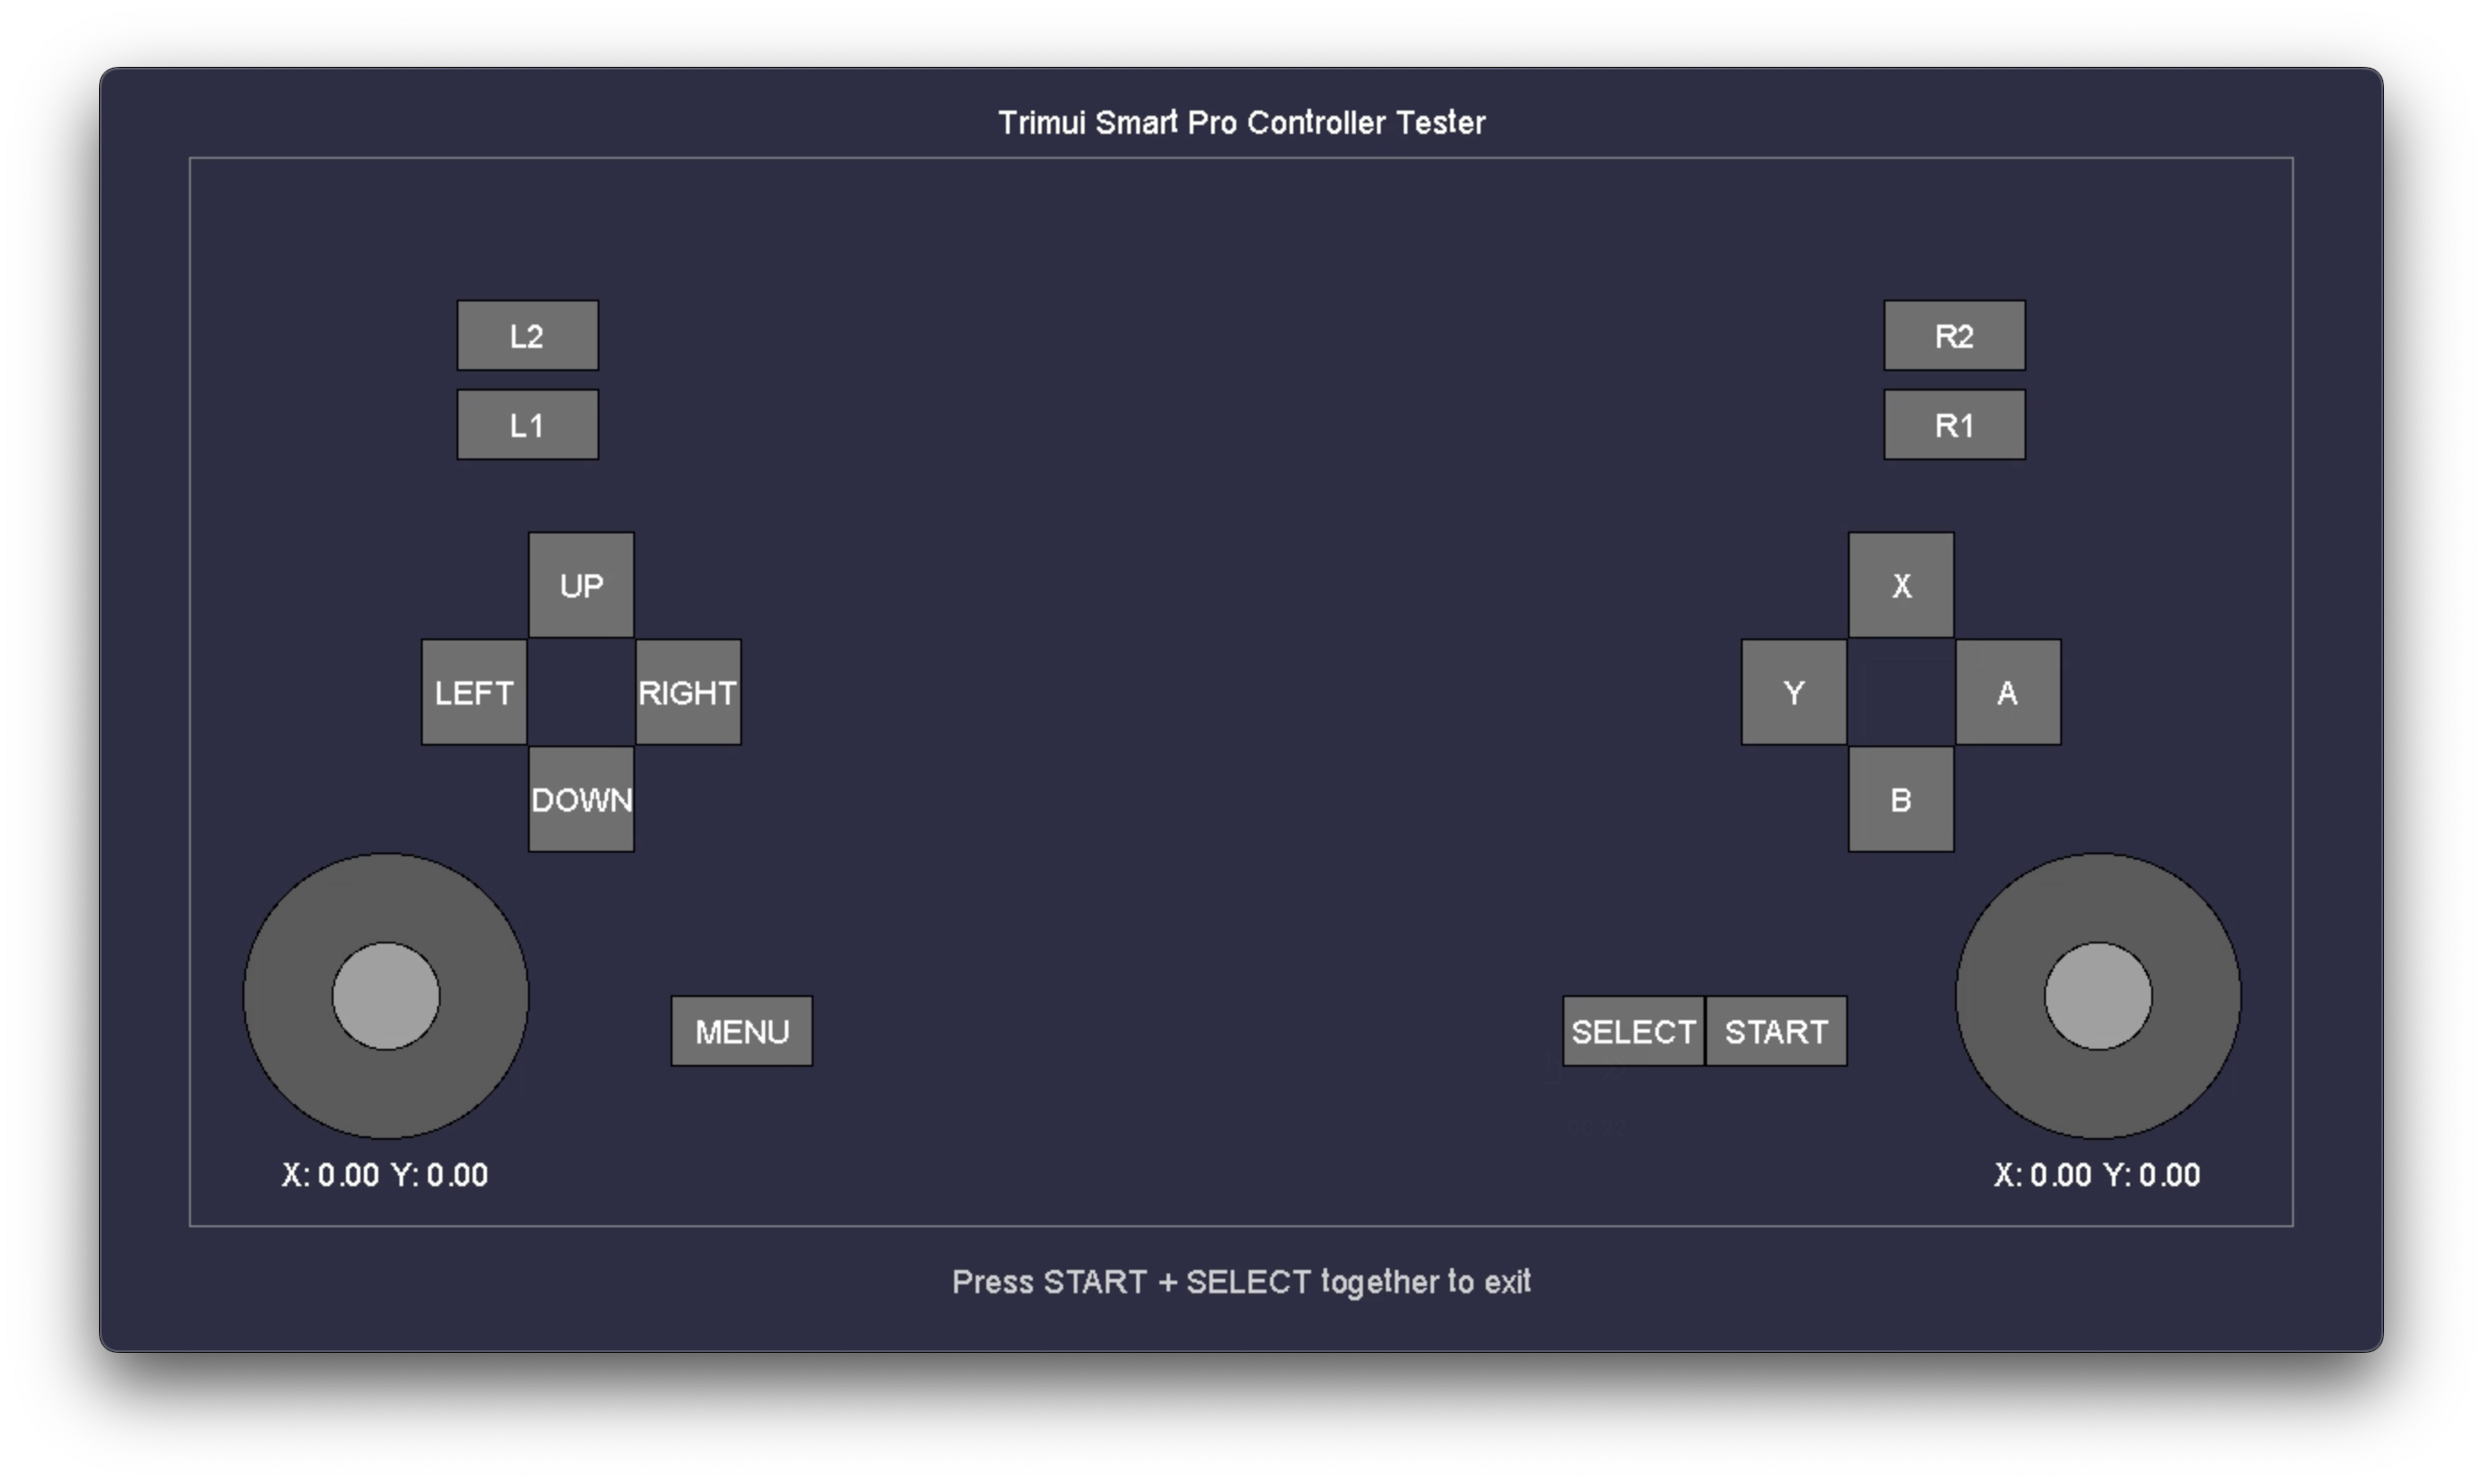 Trimui Smart Pro Controller Tester
L2
R2
L1
R1
UP
X
LEFT
RIGHT
Y
A
DOWN
B
MENU
SELECT
START
X: 0.00 Y: 0.00
X: 0.00 Y: 0.00
Press START + SELECT together to exit